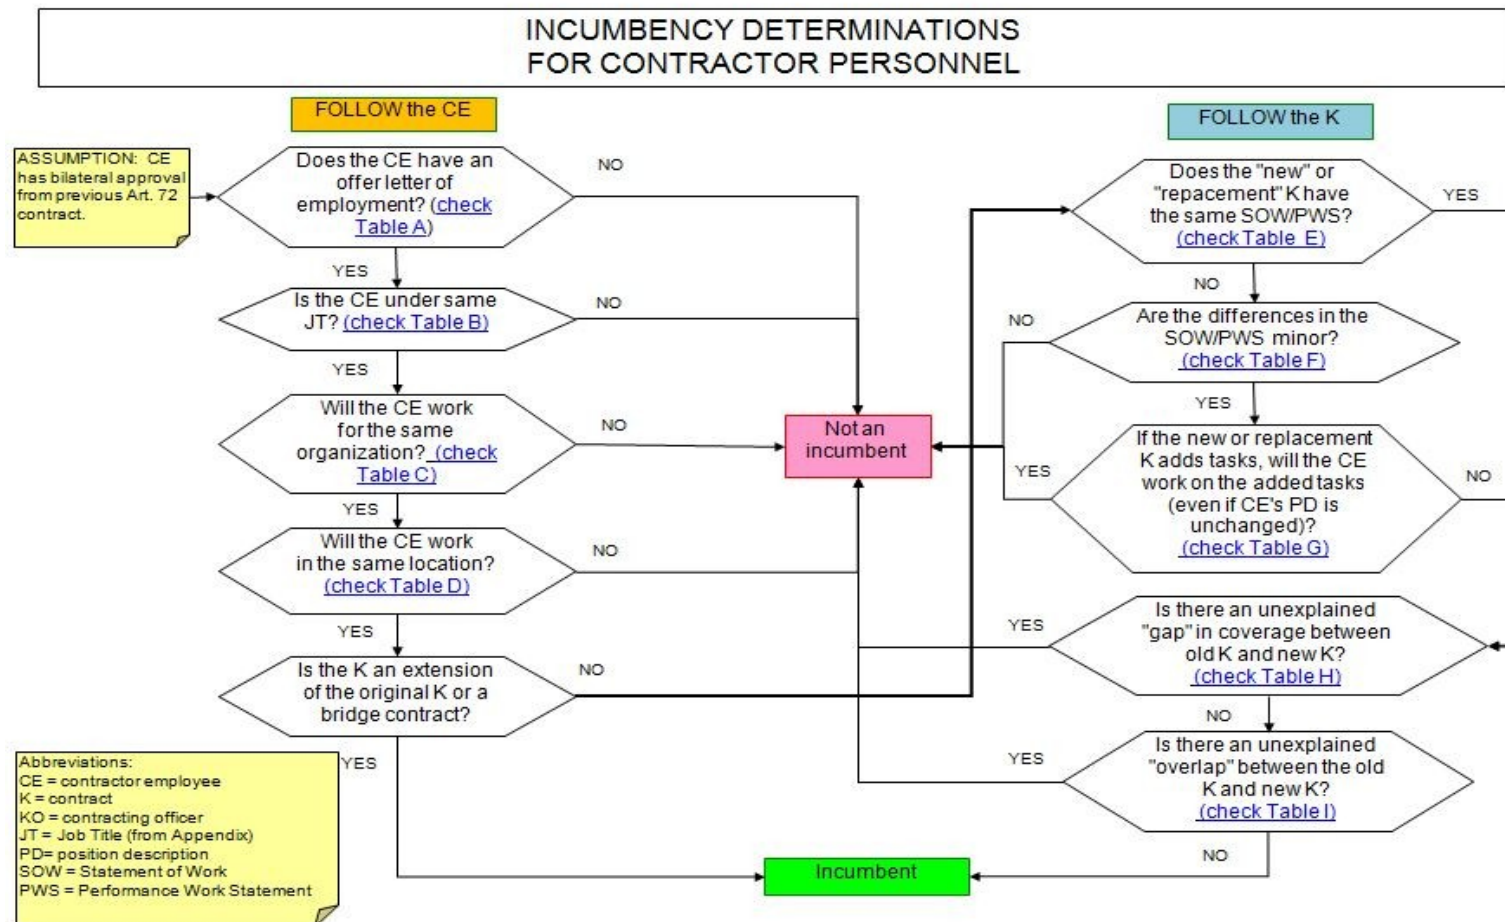 INCUMBENCY DETERMINATIONS
FOR CONTRACTOR PERSONNEL
FOLLOW the CE
ASSUMPTION: CE
has bilateral approval
from previous Art. 72
contract.
Does the CE have an
offer letter of
employment? (check
Table A)
NO
YES
Is the CE under same
JT? (check Table B)
NO
YES
Will the CE work
for the same
organization? (check
Table C)
NO
YES
Will the CE work
in the same location?
(check Table D)
NO
YES
Is the K an extension
of the original K or a
bridge contract?
NO
YES
Abbreviations:
CE = contractor employee
K = contract
KO = contracting officer
JT = Job Title (from Appendix)
PD= position description
SOW = Statement of Work
PWS = Performance Work Statement
Not an
incumbent
Incumbent
FOLLOW the K
Does the "new" or
"repacement" K have
the same SOW/PWS?
(check Table E)
YES
NO
Are the differences in the
SOW/PWS minor?
(check Table F)
NO
YES
If the new or replacement
K adds tasks, will the CE
work on the added tasks
(even if CE's PD is
unchanged)?
(check Table G)
YES
NO
Is there an unexplained
"gap" in coverage between
old K and new K?
(check Table H)
YES
NO
Is there an unexplained
"overlap" between the old
K and new K?
(check Table I)
YES
NO